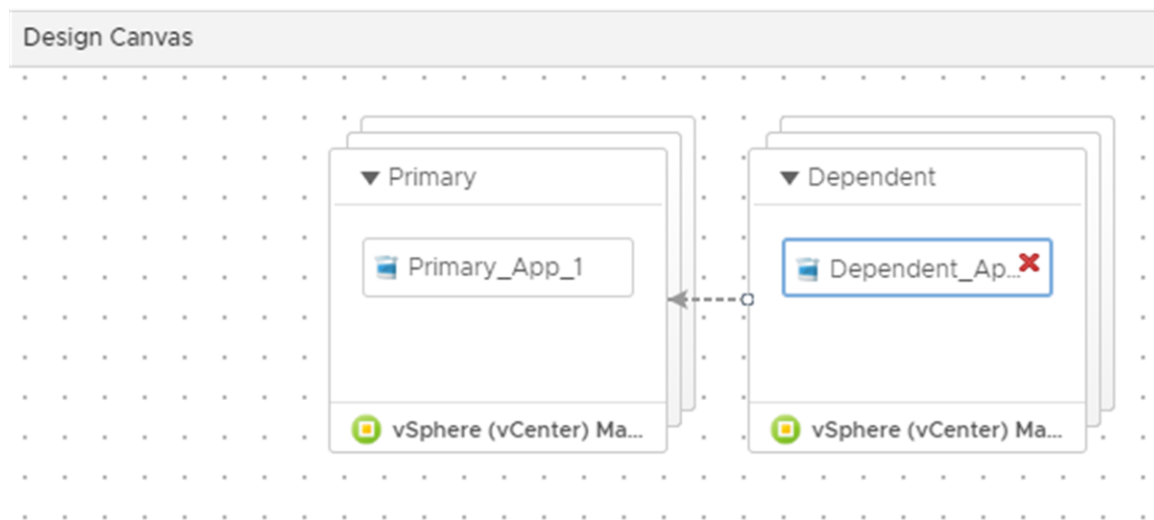 Design Canvas
Primary
Dependent
Primary_App_1
Dependent_Ap...
vSphere (vCenter) Ma...
vSphere (vCenter) Ma...